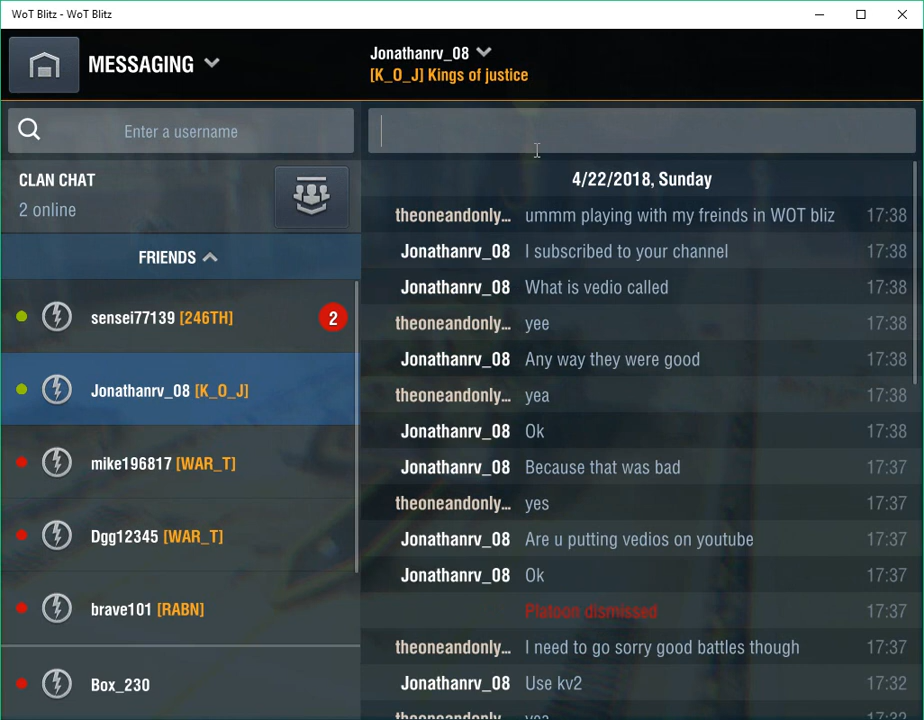 WoT Blitz - WoT Blitz
MESSAGING
Jonathanrv_08
[K_O_J] Kings of justice
Enter a username
CLAN CHAT
2 online
FRIENDS
sensei77139 [246TH]
2
Jonathanrv_08 [K_O_J]
mike196817 [WAR_T]
Dgg12345 [WAR_T]
brave101 [RABN]
Box_230
4/22/2018, Sunday
theoneandonly... ummm playing with my freinds in WOT bliz 17:38
Jonathanrv_08 I subscribed to your channel 17:38
Jonathanrv_08 What is vedio called 17:38
theoneandonly... yee 17:38
Jonathanrv_08 Any way they were good 17:38
theoneandonly... yea 17:38
Jonathanrv_08 Ok 17:38
Jonathanrv_08 Because that was bad 17:37
theoneandonly... yes 17:37
Jonathanrv_08 Are u putting vedios on youtube 17:37
Jonathanrv_08 Ok 17:37
Platoon dismissed 17:37
theoneandonly... I need to go sorry good battles though 17:37
Jonathanrv_08 Use kv2 17:32
theoneandonly... yea 17:32